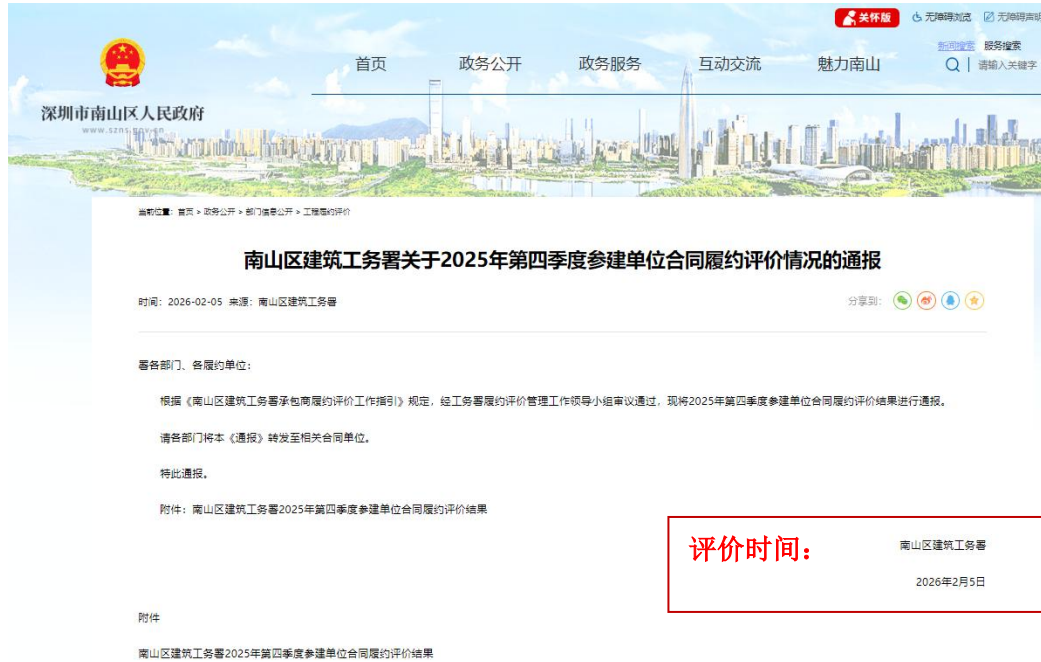 关怀版 无障碍浏览 无障碍声明
新闻搜索 服务搜索
首页 政务公开 政务服务 互动交流 魅力南山 请输入关键字
深圳市南山区人民政府
www.szns.gov.cn
当前位置：首页 > 政务公开 > 部门信息公开 > 工程履约评价
南山区建筑工务署关于2025年第四季度参建单位合同履约评价情况的通报
时间：2026-02-05 来源：南山区建筑工务署 分享到：
署各部门、各履约单位：
根据《南山区建筑工务署承包商履约评价工作指引》规定，经工务署履约评价管理工作领导小组审议通过，现将2025年第四季度参建单位合同履约评价结果进行通报。
请各部门将本《通报》转发至相关合同单位。
特此通报。
附件：南山区建筑工务署2025年第四季度参建单位合同履约评价结果
评价时间： 南山区建筑工务署
2026年2月5日
附件
南山区建筑工务署2025年第四季度参建单位合同履约评价结果